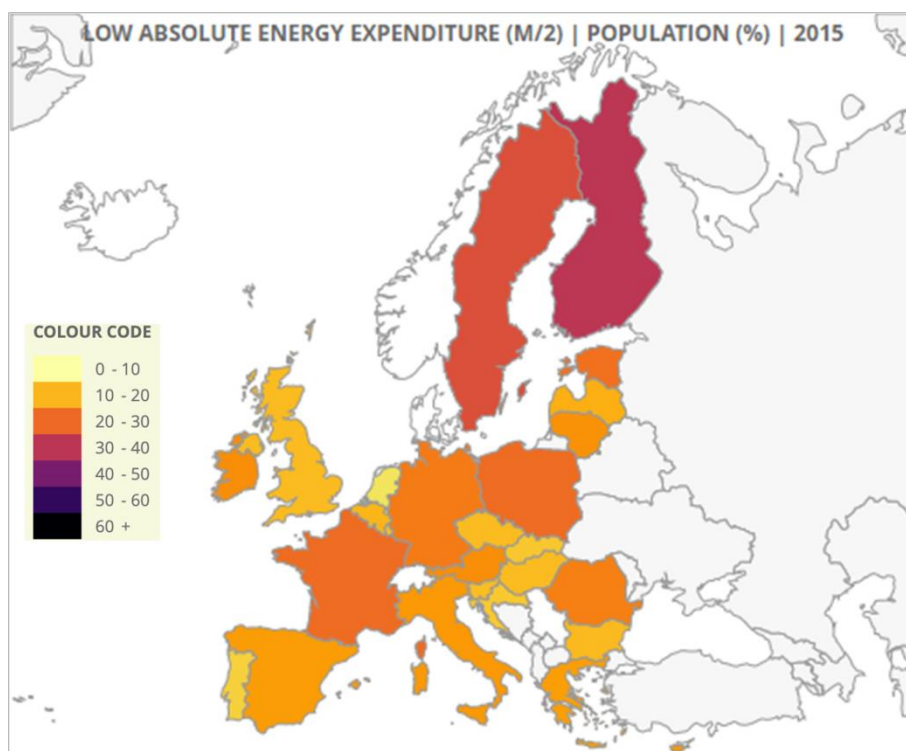 LOW ABSOLUTE ENERGY EXPENDITURE (M/2) | POPULATION (%) | 2015
COLOUR CODE
0 - 10
10 - 20
20 - 30
30 - 40
40 - 50
50 - 60
60 +